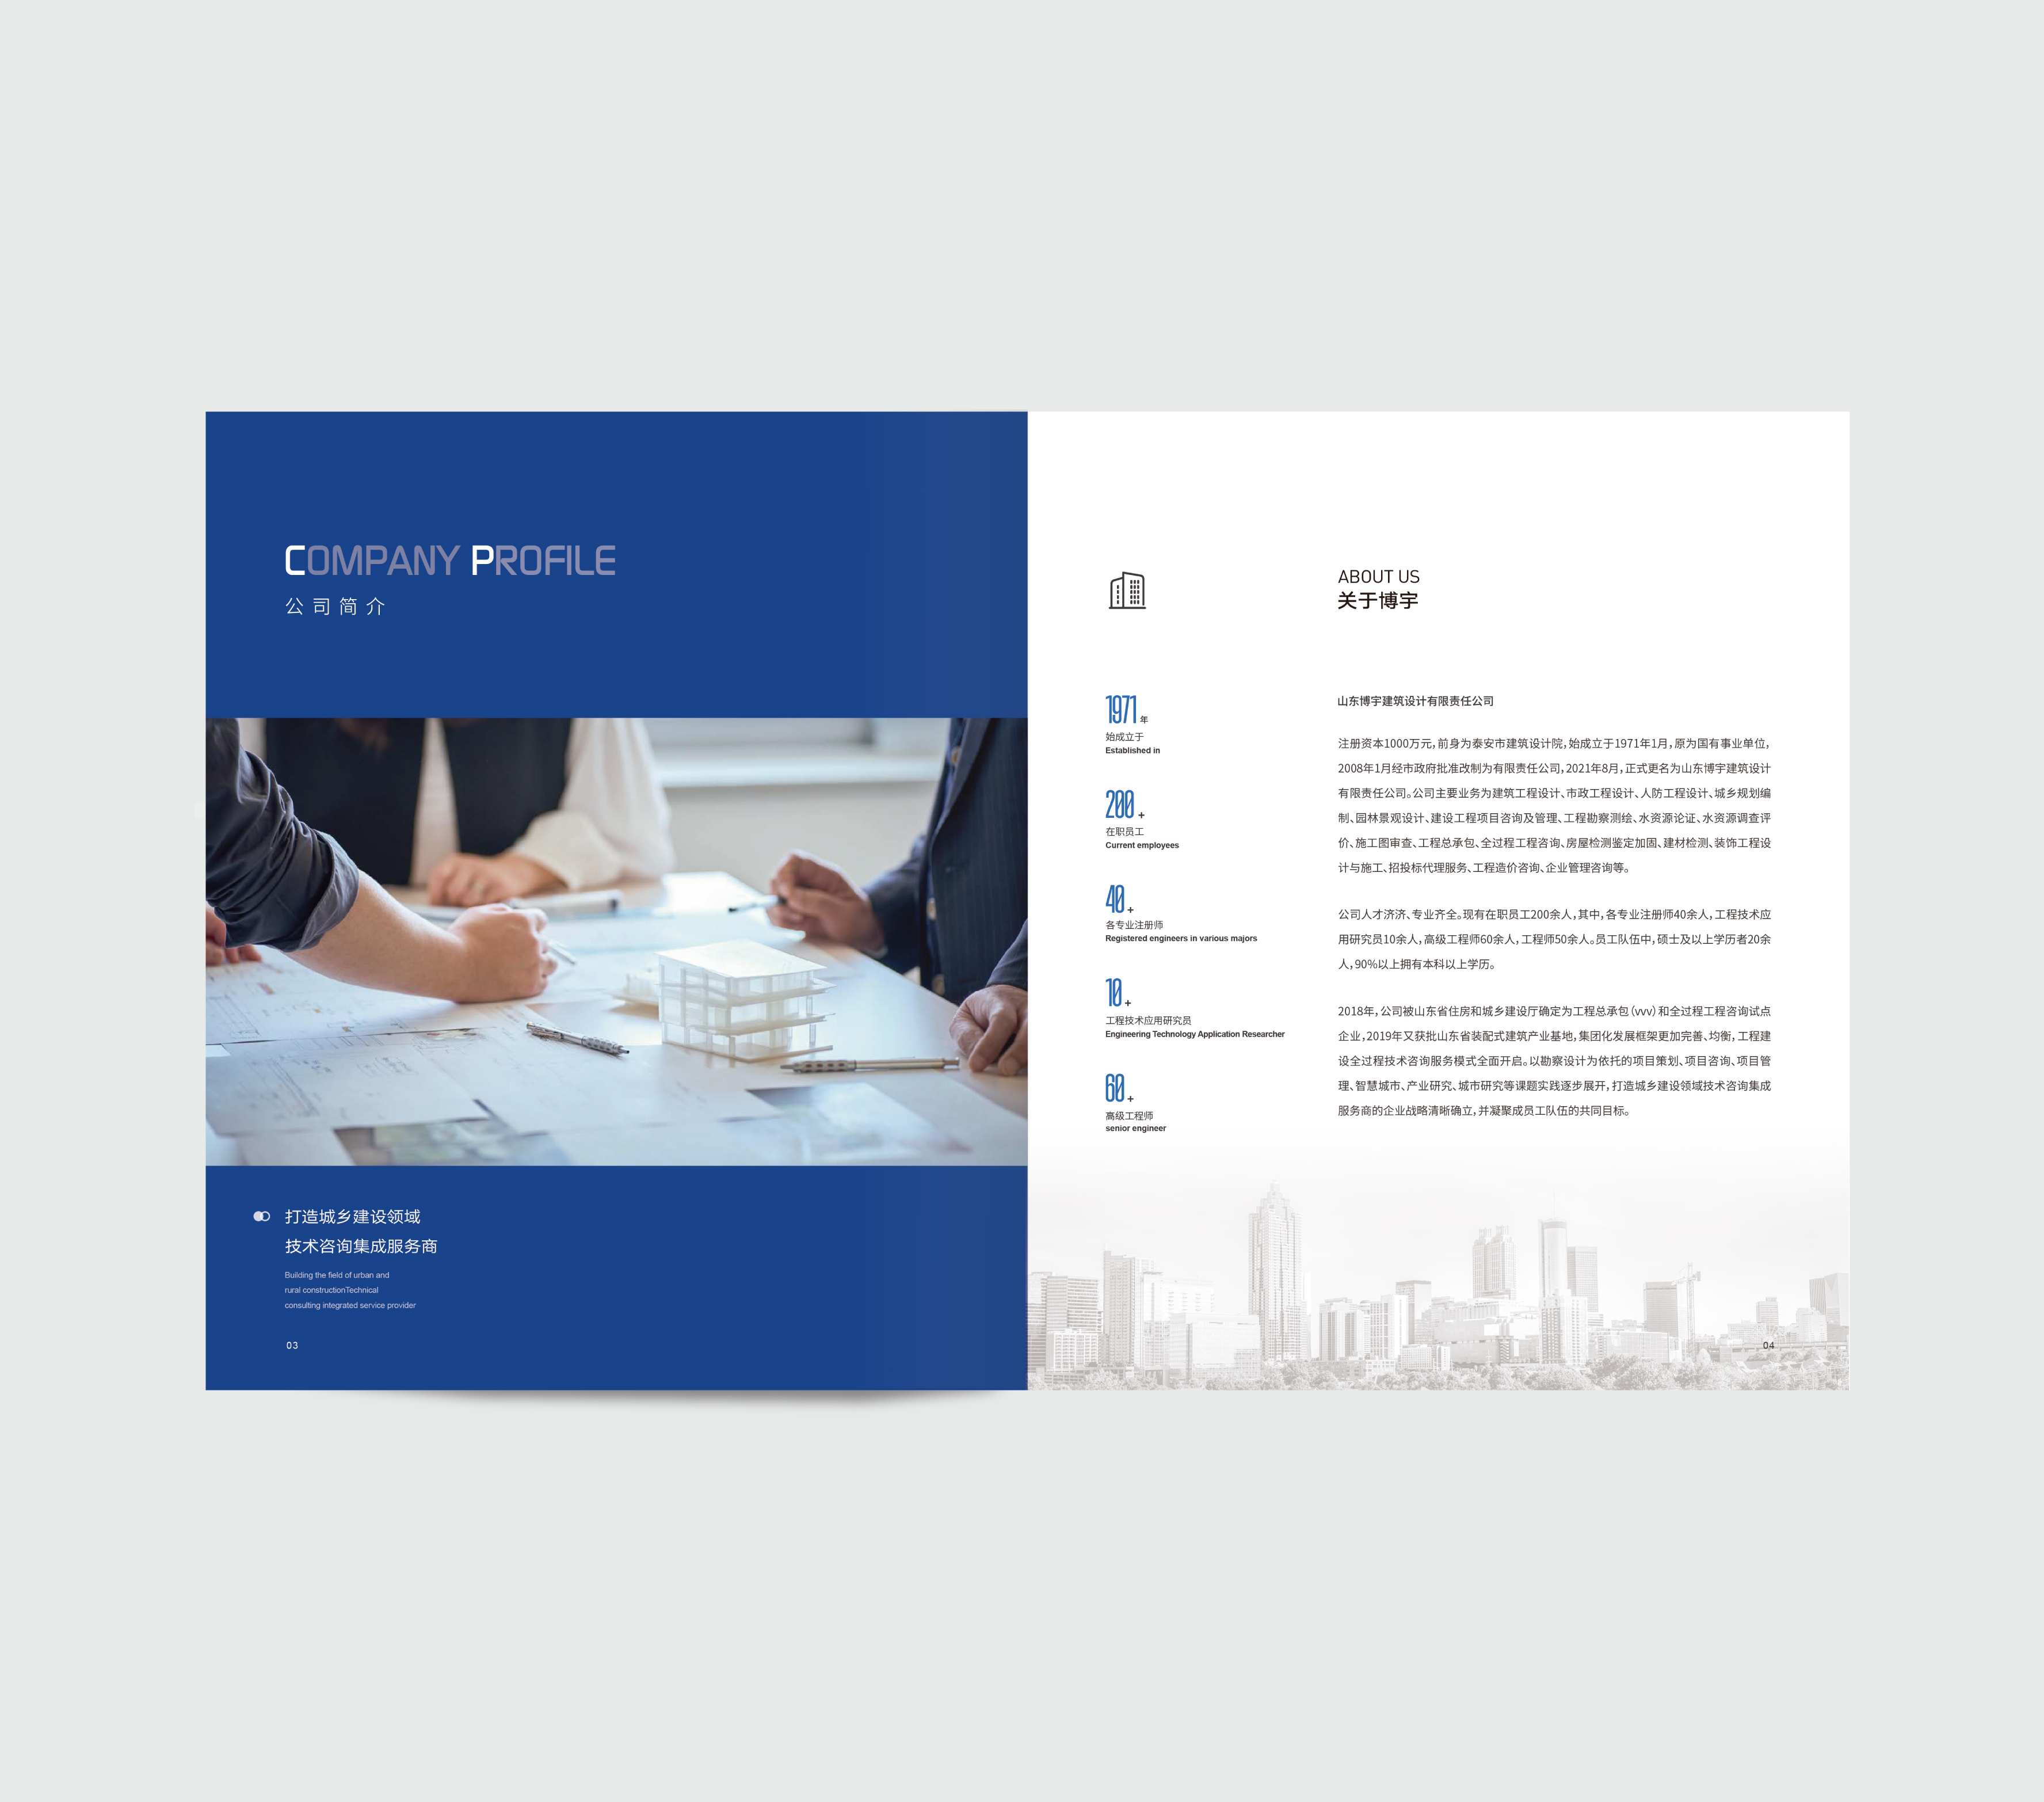 COMPANY PROFILE
公司简介
打造城乡建设领域
技术咨询集成服务商
Building the field of urban and
rural constructionTechnical
consulting integrated service provider
03
ABOUT US
关于博宇
1971年
始成立于
Established in
200+
在职员工
Current employees
40+
各专业注册师
Registered engineers in various majors
10+
工程技术应用研究员
Engineering Technology Application Researcher
60+
高级工程师
senior engineer
山东博宇建筑设计有限责任公司
注册资本1000万元，前身为泰安市建筑设计院，始成立于1971年1月，原为国有事业单位，
2008年1月经市政府批准改制为有限责任公司，2021年8月，正式更名为山东博宇建筑设计
有限责任公司。公司主要业务为建筑工程设计、市政工程设计、人防工程设计、城乡规划编
制、园林景观设计、建设工程项目咨询及管理、工程勘察测绘、水资源论证、水资源调查评
价、施工图审查、工程总承包、全过程工程咨询、房屋检测鉴定加固、建材检测、装饰工程设
计与施工、招投标代理服务、工程造价咨询、企业管理咨询等。
公司人才济济、专业齐全。现有在职员工200余人，其中，各专业注册师40余人，工程技术应
用研究员10余人，高级工程师60余人，工程师50余人。员工队伍中，硕士及以上学历者20余
人，90%以上拥有本科以上学历。
2018年，公司被山东省住房和城乡建设厅确定为工程总承包（vvv）和全过程工程咨询试点
企业，2019年又获批山东省装配式建筑产业基地，集团化发展框架更加完善、均衡，工程建
设全过程技术咨询服务模式全面开启。以勘察设计为依托的项目策划、项目咨询、项目管
理、智慧城市、产业研究、城市研究等课题实践逐步展开，打造城乡建设领域技术咨询集成
服务商的企业战略清晰确立，并凝聚成员工队伍的共同目标。
04